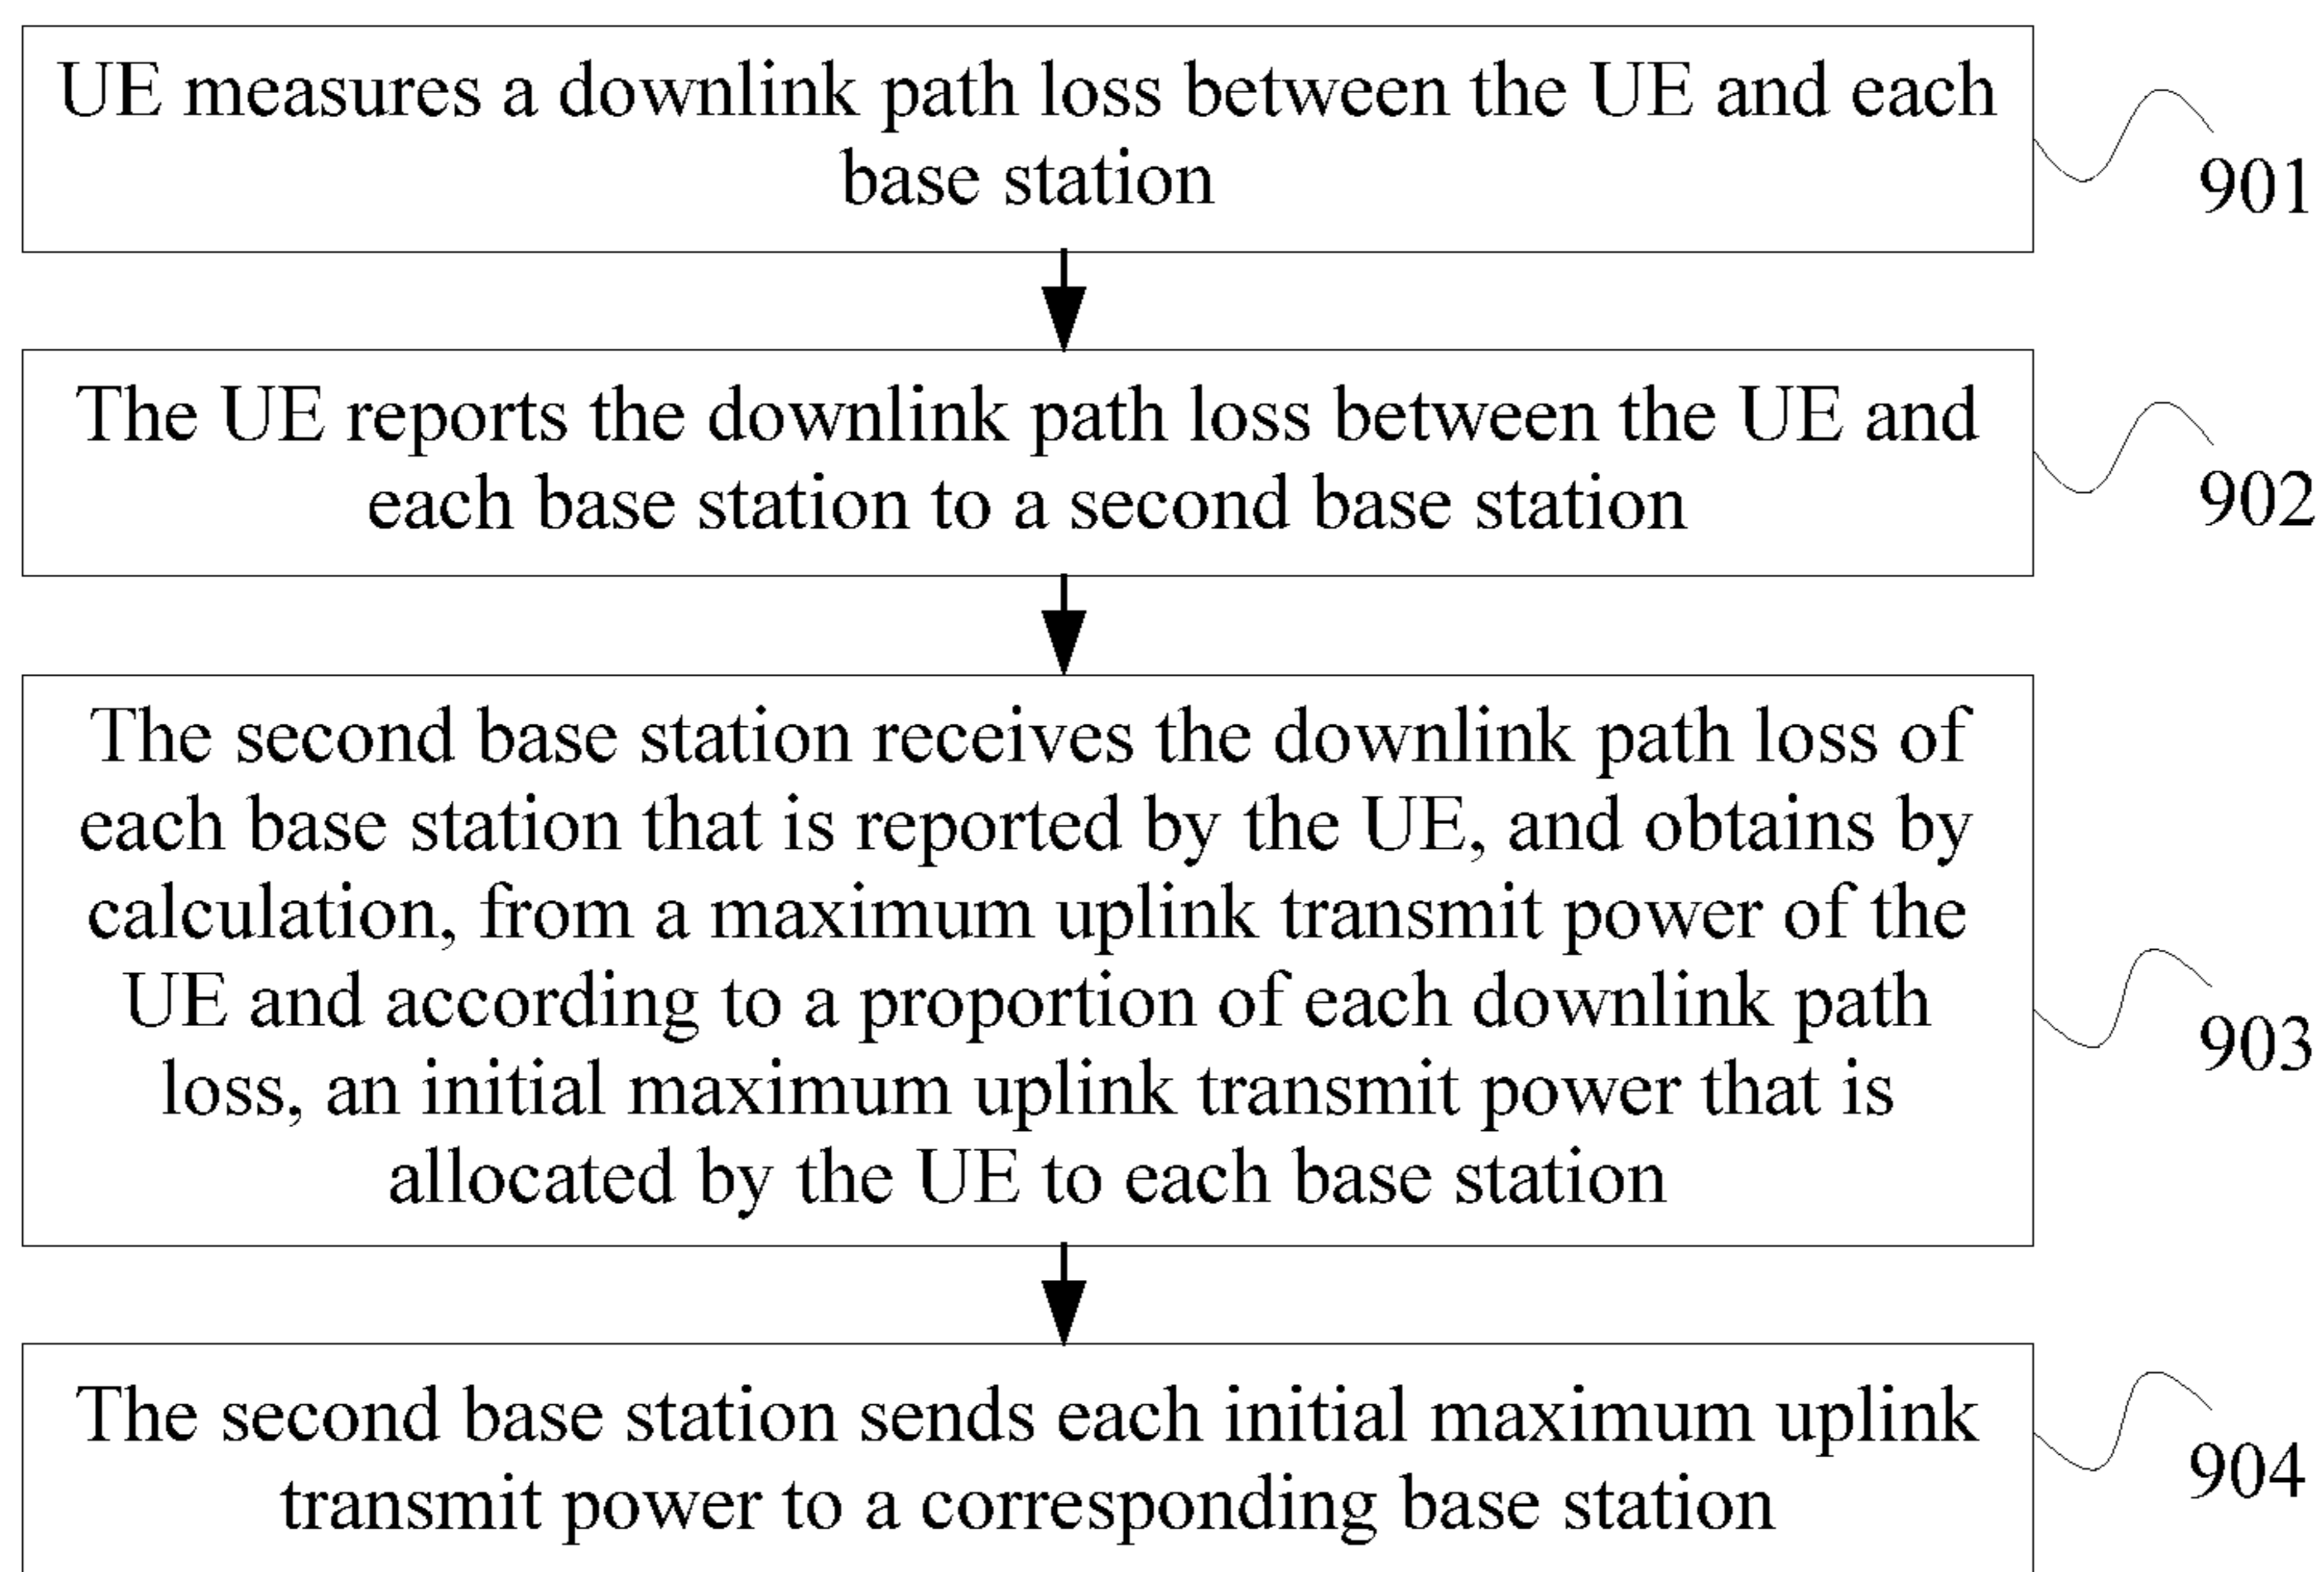 UE measures a downlink path loss between the UE and each
base station
901
The UE reports the downlink path loss between the UE and
each base station to a second base station
902
The second base station receives the downlink path loss of
each base station that is reported by the UE, and obtains by
calculation, from a maximum uplink transmit power of the
UE and according to a proportion of each downlink path
loss, an initial maximum uplink transmit power that is
allocated by the UE to each base station
903
The second base station sends each initial maximum uplink
transmit power to a corresponding base station
904